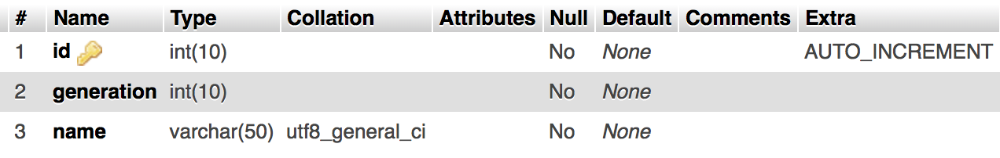 # Name Type Collation Attributes Null Default Comments Extra
1 id int(10) No None AUTO_INCREMENT
2 generation int(10) No None
3 name varchar(50) utf8_general_ci No None